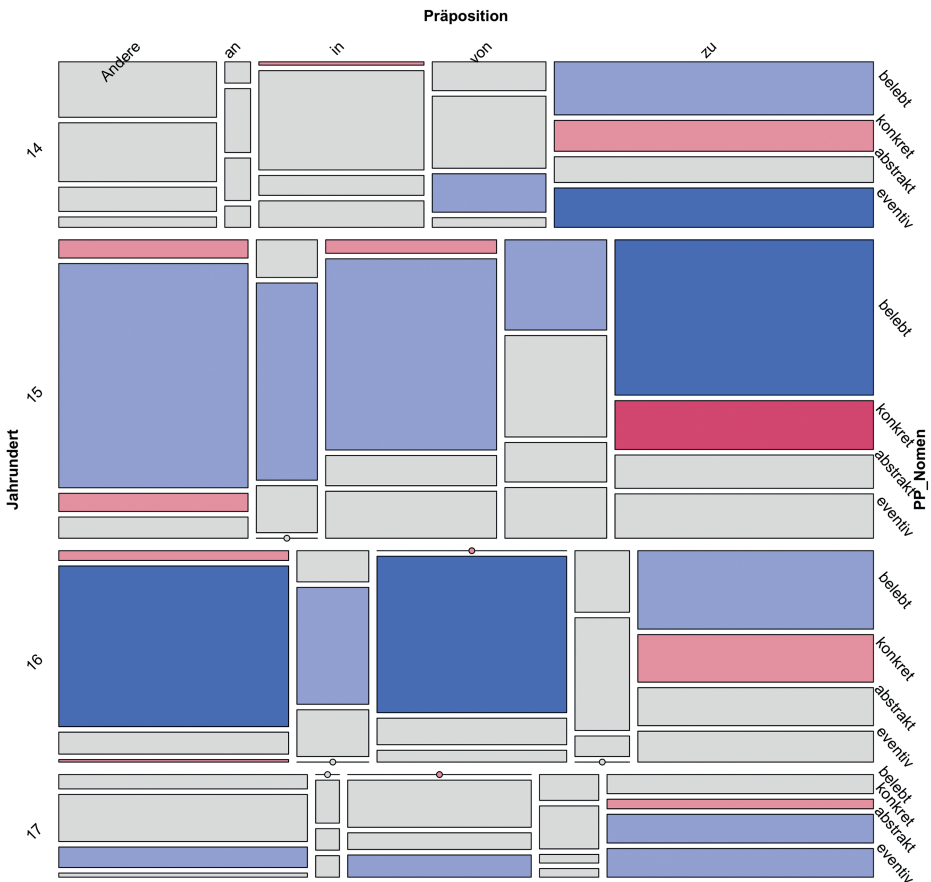 Präposition
Andere
an
in
von
zu
14
belebt
konkret
abstrakt
eventiv
15
belebt
konkret
abstrakt
eventiv
Jahrundert
PP_Nomen
16
belebt
konkret
abstrakt
eventiv
17
belebt
konkret
abstrakt
eventiv